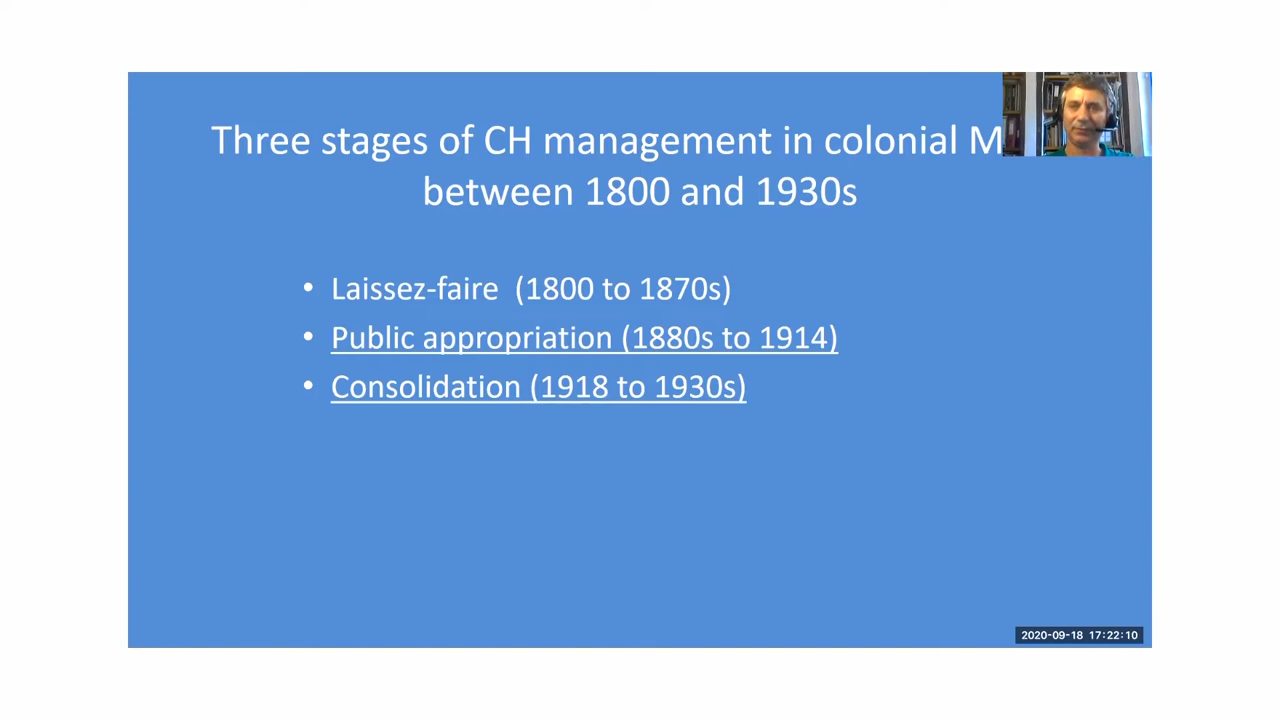 Three stages of CH management in colonial M
between 1800 and 1930s
• Laissez-faire (1800 to 1870s)
• Public appropriation (1880s to 1914)
• Consolidation (1918 to 1930s)
2020-09-18 17:22:10